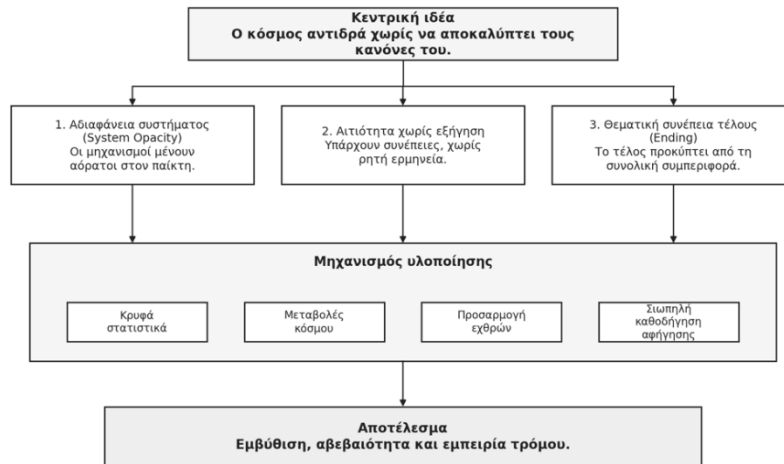 Κεντρική ιδέα
Ο κόσμος αντιδρά χωρίς να αποκαλύπτει τους
κανόνες του.
1. Αδιαφάνεια συστήματος
(System Opacity)
Οι μηχανισμοί μένουν
αόρατοι στον παίκτη.
2. Αιτιότητα χωρίς εξήγηση
Υπάρχουν συνέπειες, χωρίς
ρητή ερμηνεία.
3. Θεματική συνέπεια τέλους
(Ending)
Το τέλος προκύπτει από τη
συνολική συμπεριφορά.
Μηχανισμός υλοποίησης
Κρυφά
στατιστικά
Μεταβολές
κόσμου
Προσαρμογή
εχθρών
Σιωπηλή
καθοδήγηση
αφήγησης
Αποτέλεσμα
Εμβύθιση, αβεβαιότητα και εμπειρία τρόμου.